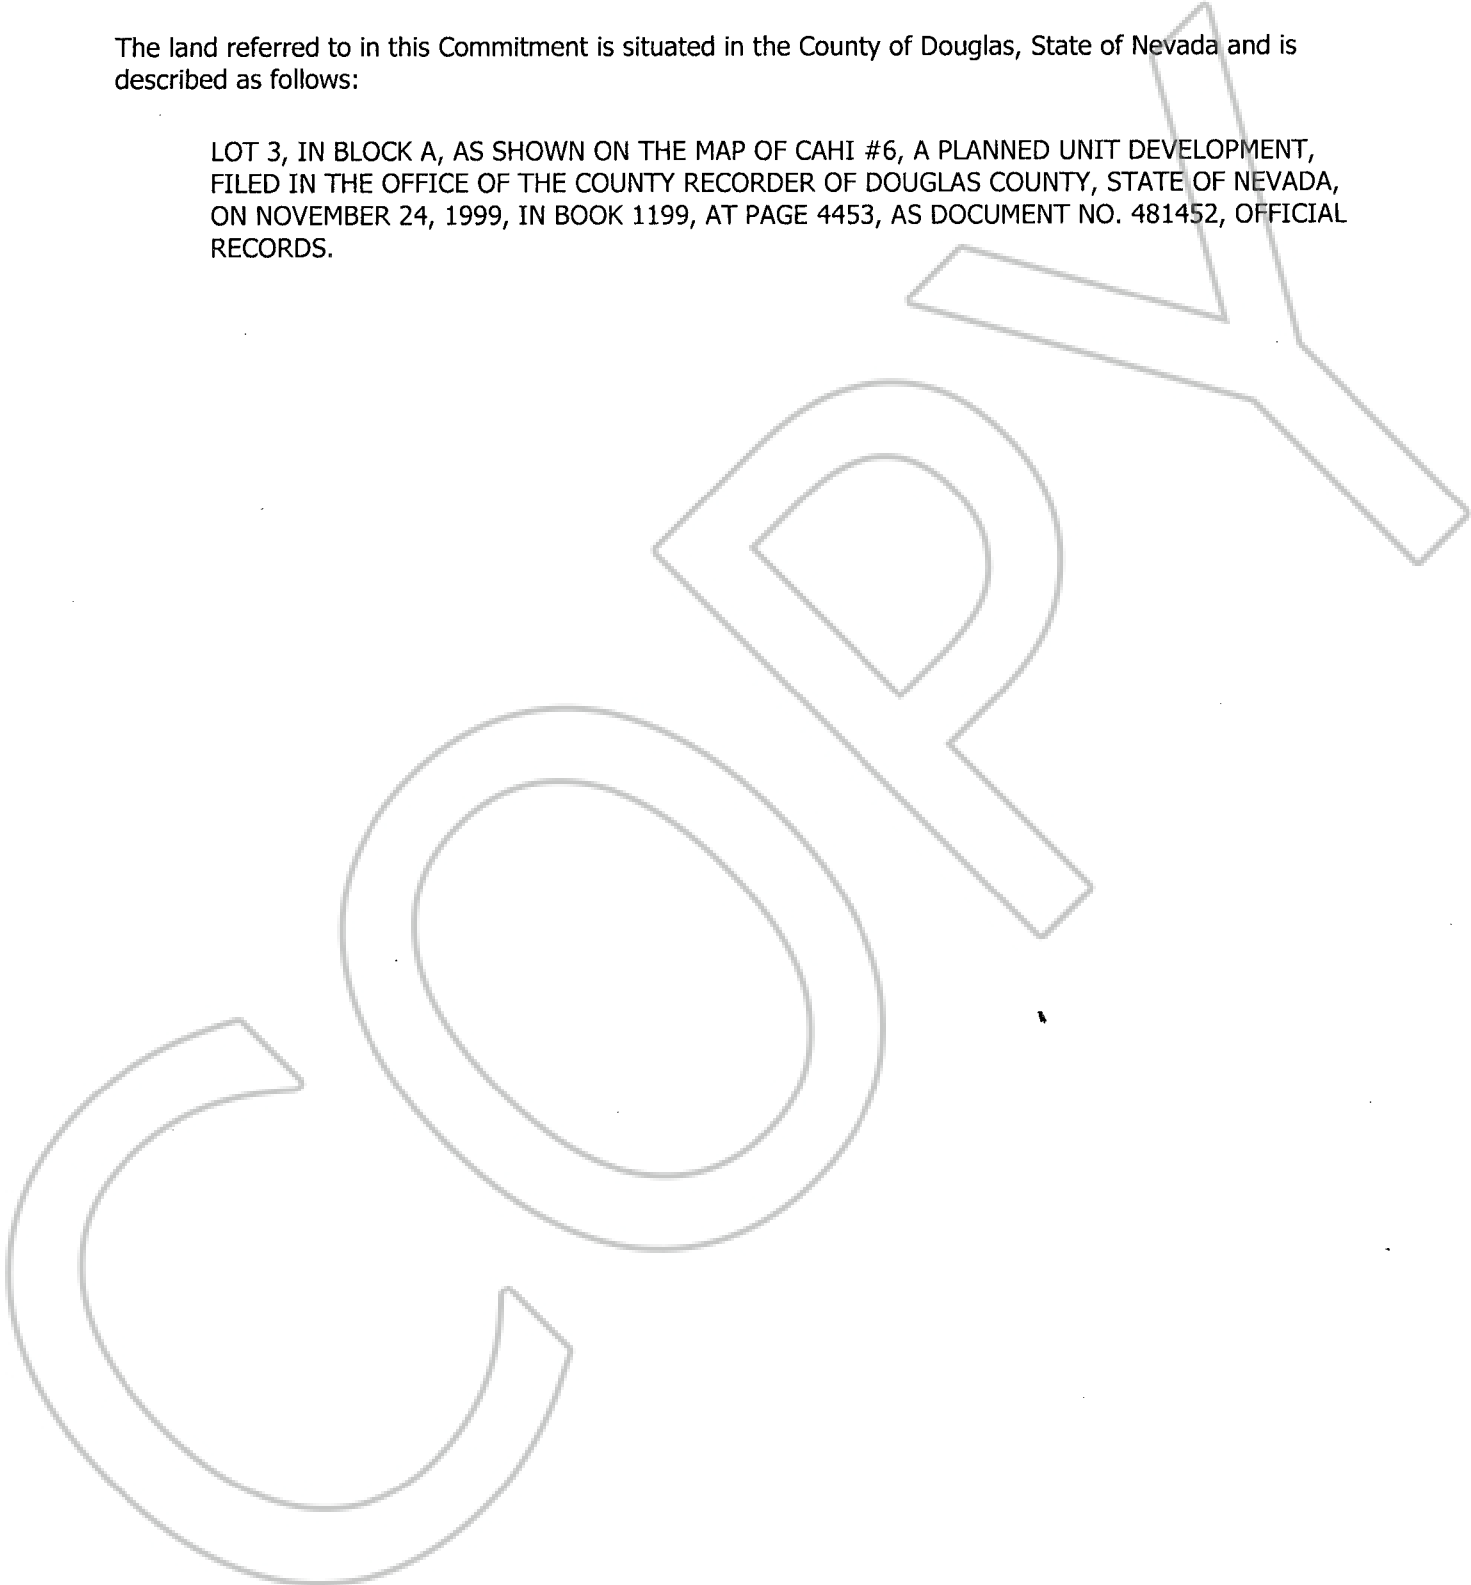 The land referred to in this Commitment is situated in the County of Douglas, State of Nevada and is
described as follows:
LOT 3, IN BLOCK A, AS SHOWN ON THE MAP OF CAHI #6, A PLANNED UNIT DEVELOPMENT,
FILED IN THE OFFICE OF THE COUNTY RECORDER OF DOUGLAS COUNTY, STATE OF NEVADA,
ON NOVEMBER 24, 1999, IN BOOK 1199, AT PAGE 4453, AS DOCUMENT NO. 481452, OFFICIAL
RECORDS.
COPY